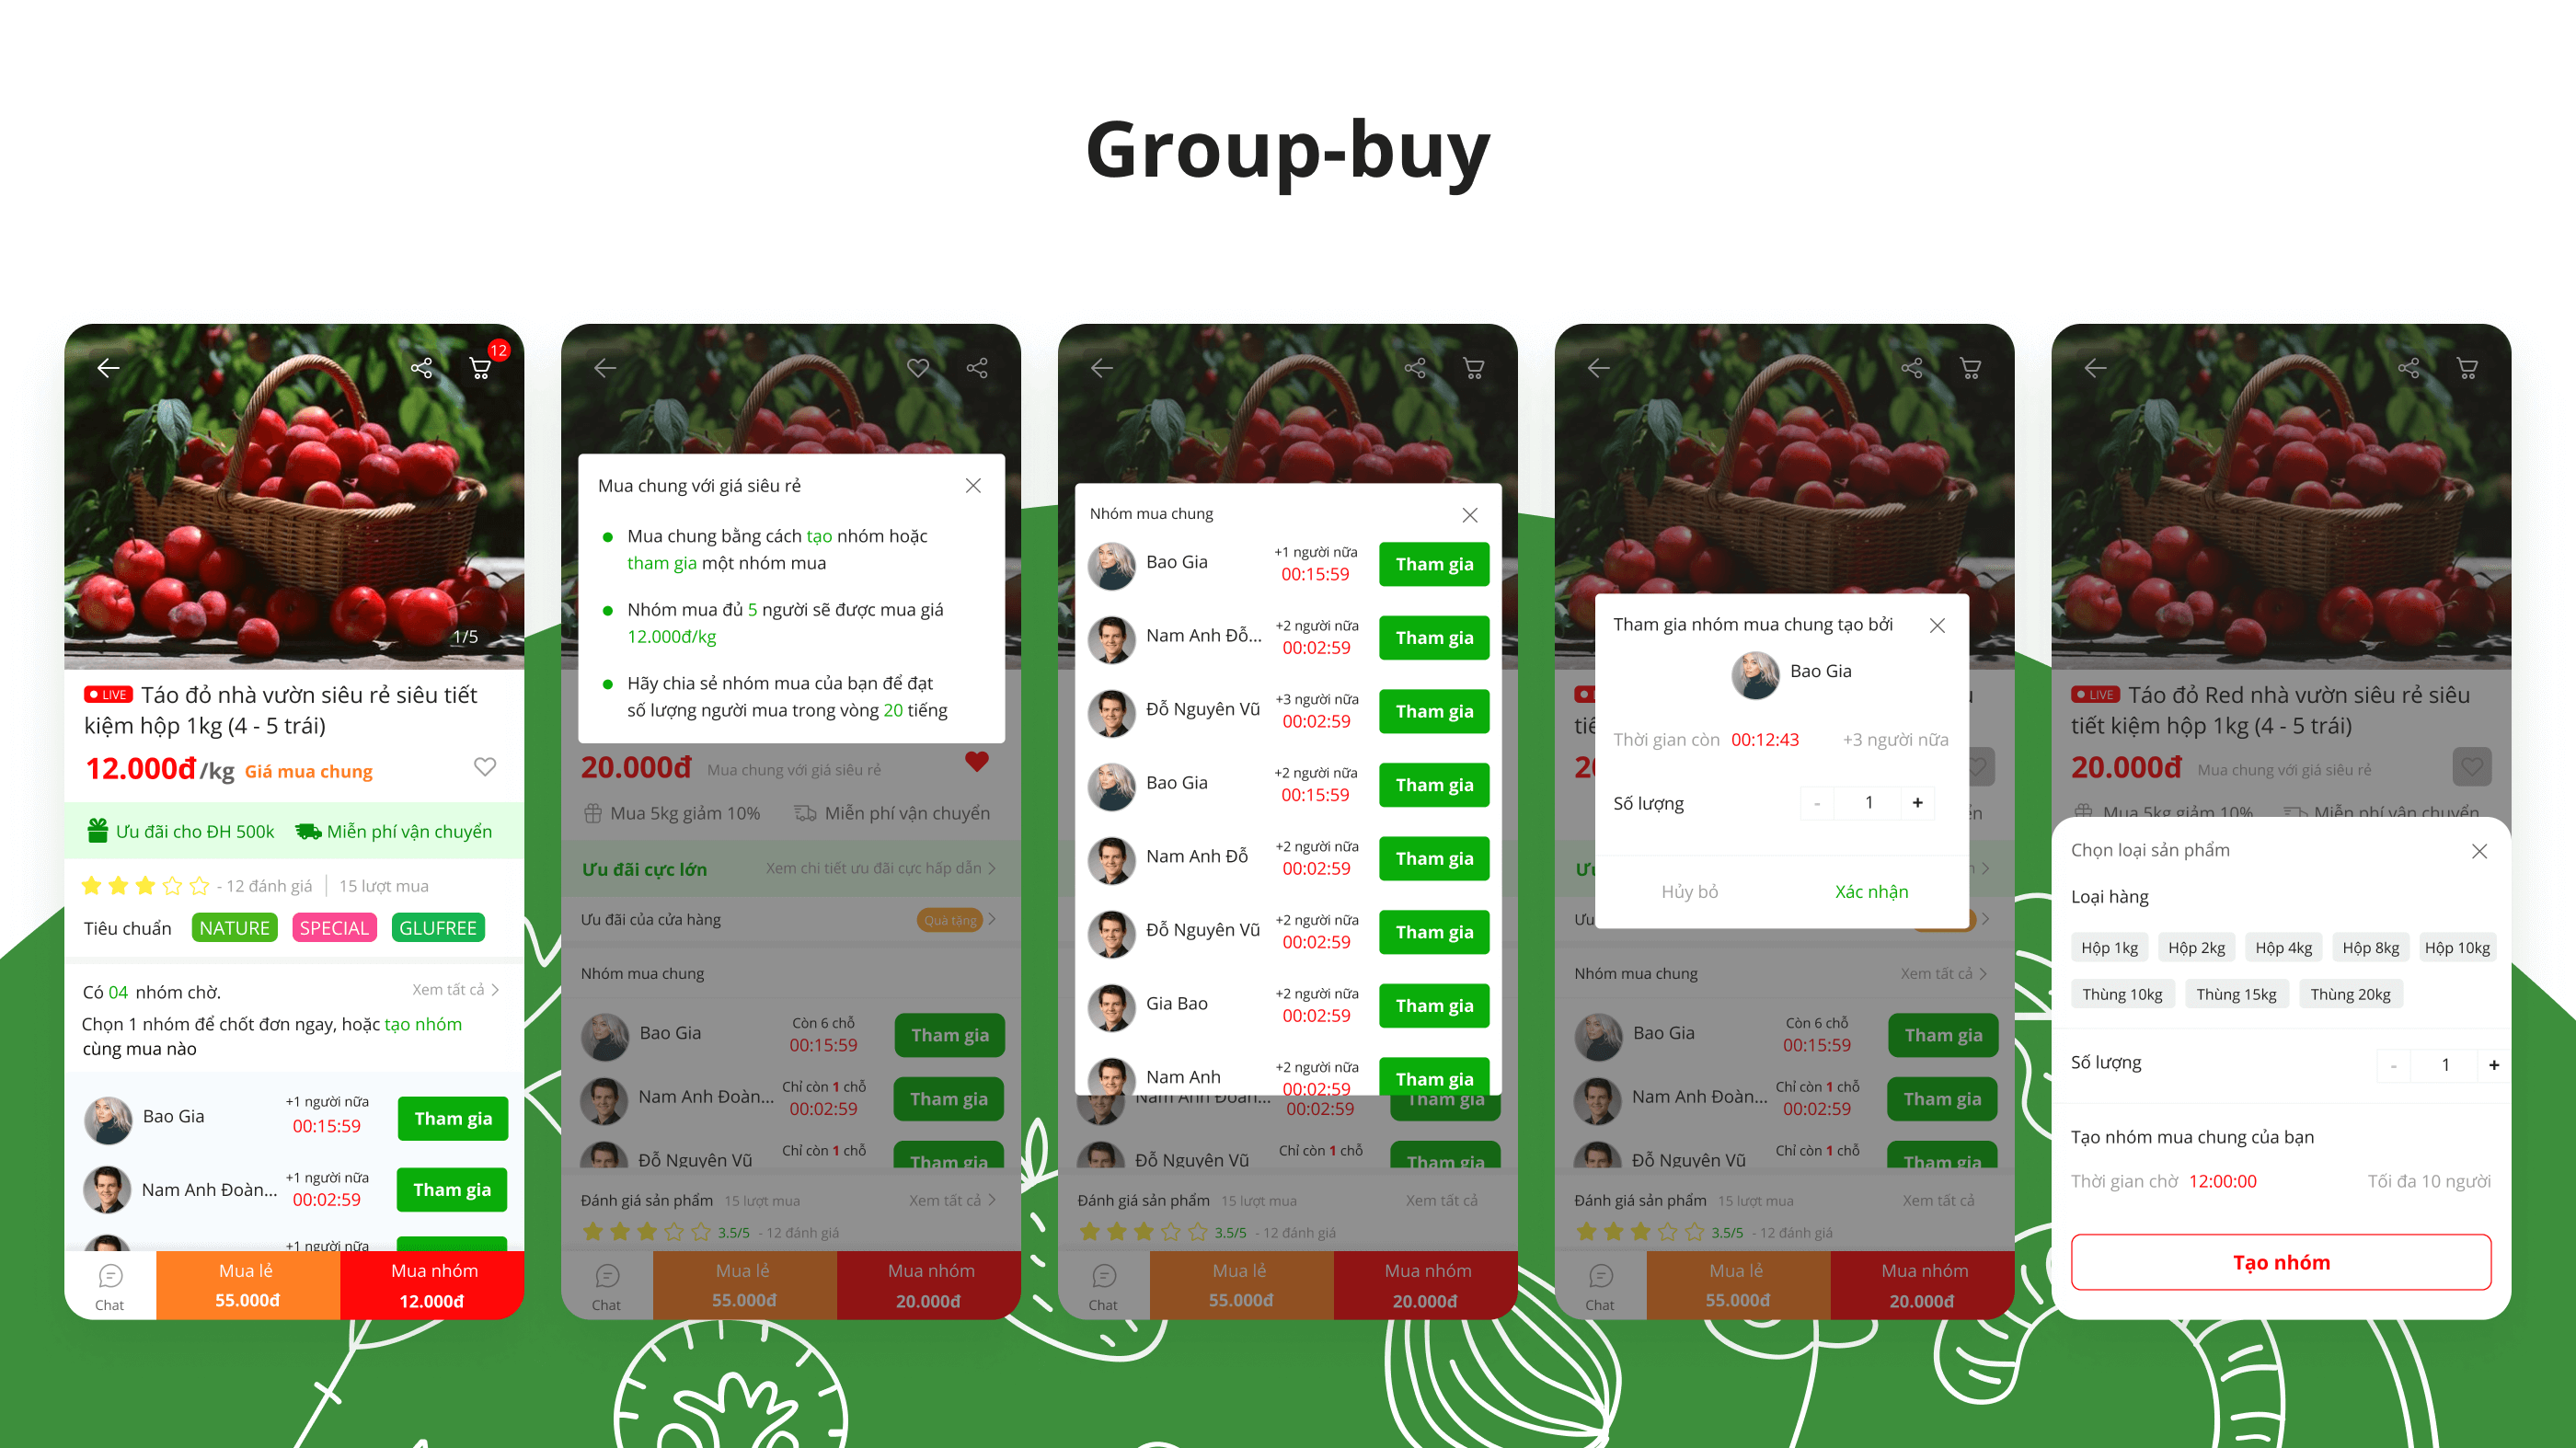 Group-buy
12
1/5
LIVE Táo đỏ nhà vườn siêu rẻ siêu tiết
kiệm hộp 1kg (4 - 5 trái)
12.000đ/kg Giá mua chung
Ưu đãi cho ĐH 500k Miễn phí vận chuyển
- 12 đánh giá 15 lượt mua
Tiêu chuẩn NATURE SPECIAL GLUFREE
Có 04 nhóm chờ. Xem tất cả
Chọn 1 nhóm để chốt đơn ngay, hoặc tạo nhóm
cùng mua nào
Bao Gia +1 người nữa Tham gia
00:15:59
Nam Anh Đoàn... +1 người nữa Tham gia
00:02:59
+1 người nữa
Chat Mua lẻ Mua nhóm
55.000đ 12.000đ
Mua chung với giá siêu rẻ
Mua chung bằng cách tạo nhóm hoặc
tham gia một nhóm mua
Nhóm mua đủ 5 người sẽ được mua giá
12.000đ/kg
Hãy chia sẻ nhóm mua của bạn để đạt
số lượng người mua trong vòng 20 tiếng
20.000đ Mua chung với giá siêu rẻ
Mua 5kg giảm 10% Miễn phí vận chuyển
Ưu đãi cực lớn Xem chi tiết ưu đãi cực hấp dẫn
Ưu đãi của cửa hàng Quà tặng
Nhóm mua chung
Bao Gia Còn 6 chỗ Tham gia
00:15:59
Nam Anh Đoàn... Chỉ còn 1 chỗ Tham gia
00:02:59
Đỗ Nguyên Vũ Chỉ còn 1 chỗ Tham gia
Đánh giá sản phẩm 15 lượt mua Xem tất cả
3.5/5 - 12 đánh giá
Chat Mua lẻ Mua nhóm
55.000đ 20.000đ
Nhóm mua chung
Bao Gia +1 người nữa Tham gia
00:15:59
Nam Anh Đỗ... +2 người nữa Tham gia
00:02:59
Đỗ Nguyên Vũ +3 người nữa Tham gia
00:02:59
Bao Gia +2 người nữa Tham gia
00:15:59
Nam Anh Đỗ +2 người nữa Tham gia
00:02:59
Đỗ Nguyên Vũ +2 người nữa Tham gia
00:02:59
Gia Bao +2 người nữa Tham gia
00:02:59
Nam Anh +2 người nữa Tham gia
00:02:59
Nam Anh Đoàn... 00:02:59 Tham gia
Đỗ Nguyên Vũ Chỉ còn 1 chỗ Tham gia
Đánh giá sản phẩm 15 lượt mua Xem tất cả
3.5/5 - 12 đánh giá
Chat Mua lẻ Mua nhóm
55.000đ 20.000đ
Tham gia nhóm mua chung tạo bởi
Bao Gia
Thời gian còn 00:12:43 +3 người nữa
Số lượng - 1 +
Hủy bỏ Xác nhận
Nhóm mua chung Xem tất cả
Bao Gia Còn 6 chỗ Tham gia
00:15:59
Nam Anh Đoàn... Chỉ còn 1 chỗ Tham gia
00:02:59
Đỗ Nguyên Vũ Chỉ còn 1 chỗ Tham gia
Đánh giá sản phẩm 15 lượt mua Xem tất cả
3.5/5 - 12 đánh giá
Chat Mua lẻ Mua nhóm
55.000đ 20.000đ
LIVE Táo đỏ Red nhà vườn siêu rẻ siêu
tiết kiệm hộp 1kg (4 - 5 trái)
20.000đ Mua chung với giá siêu rẻ
Mua 5kg giảm 10% Miễn phí vận chuyển
Chọn loại sản phẩm
Loại hàng
Hộp 1kg Hộp 2kg Hộp 4kg Hộp 8kg Hộp 10kg
Thùng 10kg Thùng 15kg Thùng 20kg
Số lượng - 1 +
Tạo nhóm mua chung của bạn
Thời gian chờ 12:00:00 Tối đa 10 người
Tạo nhóm